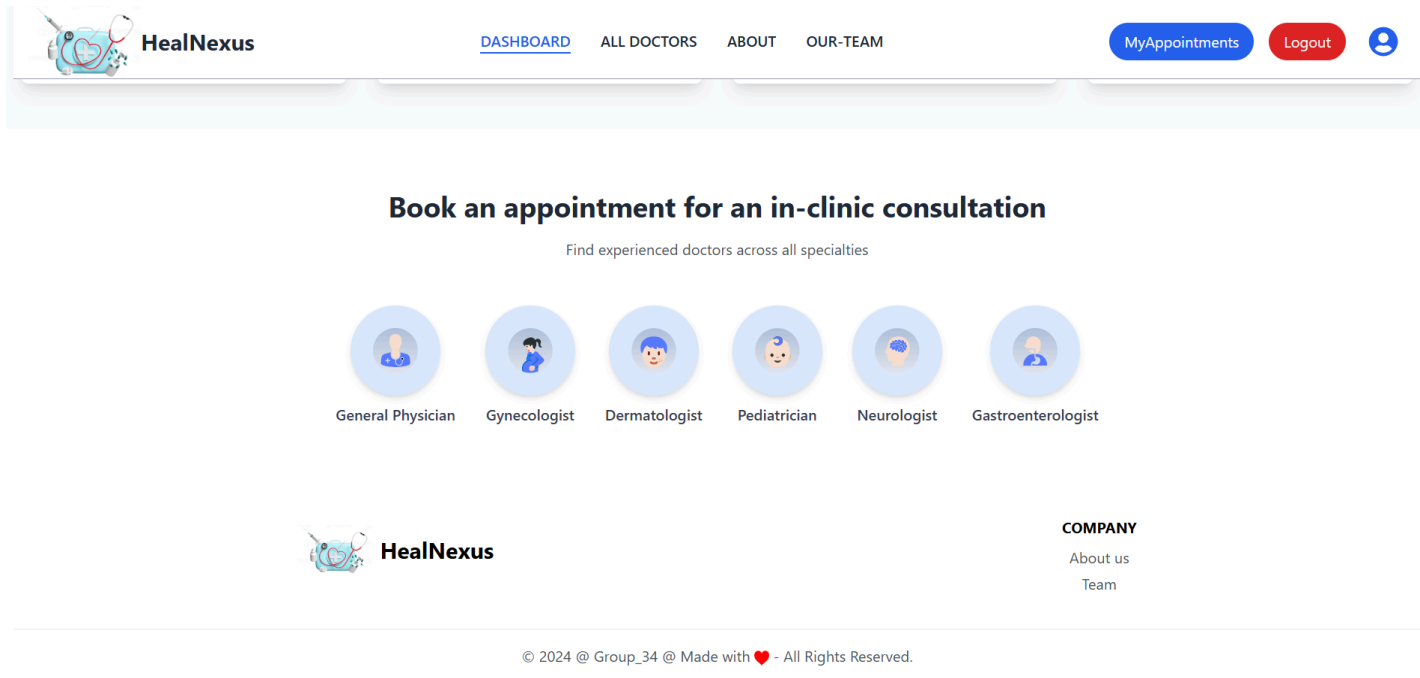 HealNexus DASHBOARD ALL DOCTORS ABOUT OUR-TEAM MyAppointments Logout
Book an appointment for an in-clinic consultation
Find experienced doctors across all specialties
General Physician Gynecologist Dermatologist Pediatrician Neurologist Gastroenterologist
HealNexus
COMPANY
About us
Team
© 2024 @ Group_34 @ Made with ❤ - All Rights Reserved.